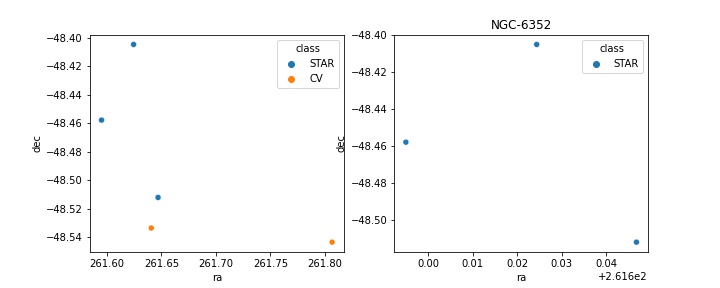 NGC-6352
−48.40
−48.42
−48.44
−48.46
−48.48
−48.50
−48.52
−48.54
dec
261.60 261.65 261.70 261.75 261.80
ra
class
STAR
CV
−48.40
−48.42
−48.44
−48.46
−48.48
−48.50
dec
0.00 0.01 0.02 0.03 0.04
+2.616e2
ra
class
STAR